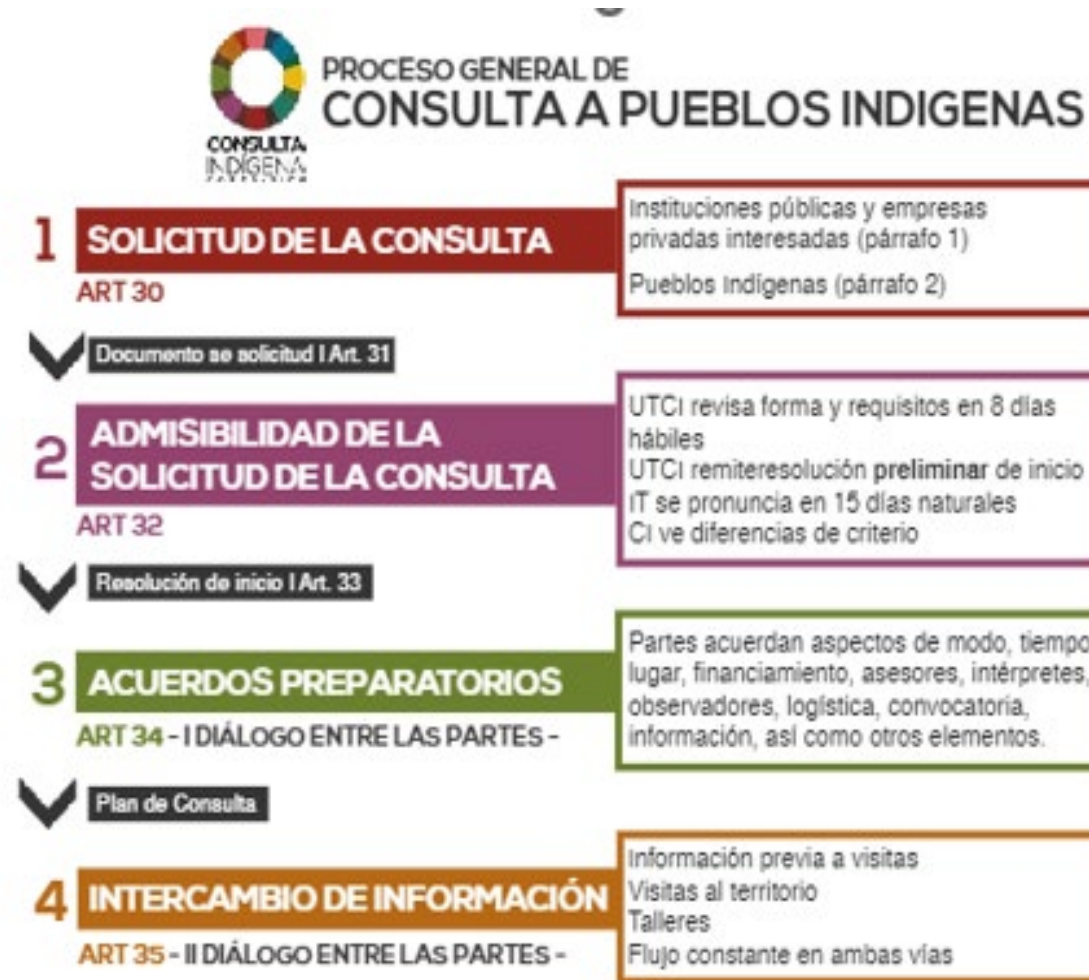 PROCESO GENERAL DE
CONSULTA A PUEBLOS INDIGENAS
CONSULTA
INDÍGENA
1 SOLICITUD DE LA CONSULTA
ART 30
Instituciones públicas y empresas
privadas interesadas (párrafo 1)
Pueblos Indígenas (párrafo 2)
Documento se solicitud | Art. 31
2 ADMISIBILIDAD DE LA
SOLICITUD DE LA CONSULTA
ART 32
UTCI revisa forma y requisitos en 8 días
hábiles
UTCI remiteresolución preliminar de inicio
IT se pronuncia en 15 días naturales
CI ve diferencias de criterio
Resolución de inicio | Art. 33
3 ACUERDOS PREPARATORIOS
ART 34 - I DIÁLOGO ENTRE LAS PARTES -
Partes acuerdan aspectos de modo, tiempo
lugar, financiamiento, asesores, intérpretes,
observadores, logística, convocatoria,
información, así como otros elementos.
Plan de Consulta
4 INTERCAMBIO DE INFORMACIÓN
ART 35 - II DIÁLOGO ENTRE LAS PARTES -
Información previa a visitas
Visitas al territorio
Talleres
Flujo constante en ambas vías